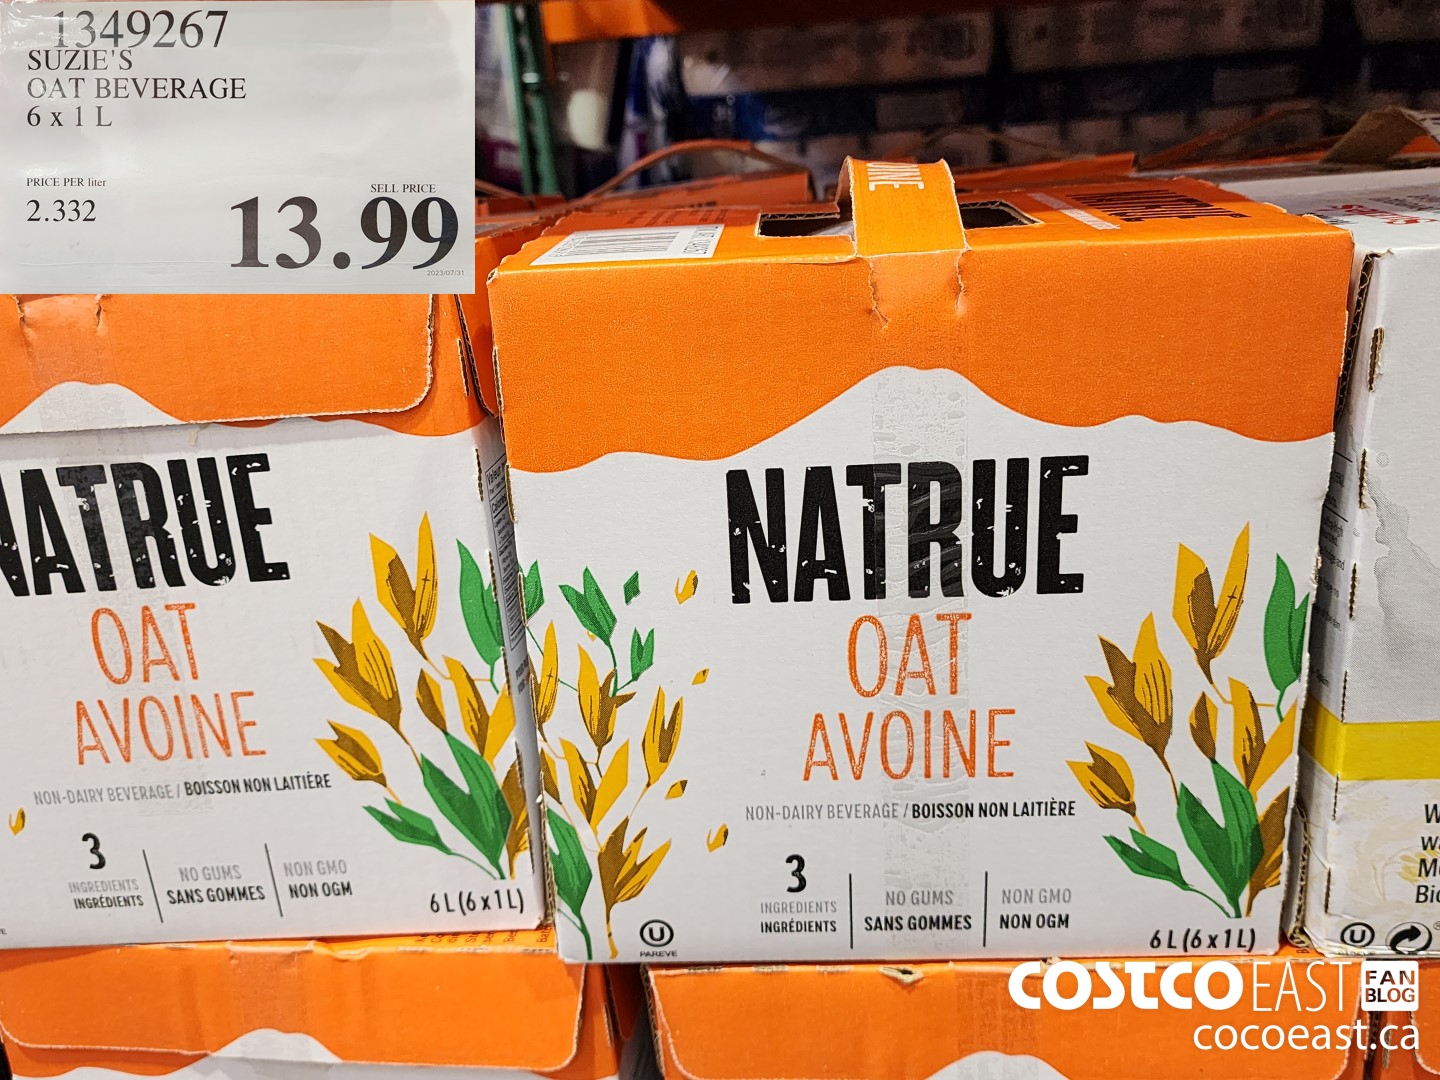 1349267
SUZIE'S
OAT BEVERAGE
6 x 1 L
PRICE PER liter
2.332
SELL PRICE
13.99
2023/07/31
NATRUE
OAT
AVOINE
NON-DAIRY BEVERAGE / BOISSON NON LAITIÈRE
3
INGREDIENTS
INGRÉDIENTS
NO GUMS
SANS GOMMES
NON GMO
NON OGM
6 L (6 x 1 L)
NATRUE
NATRUE
OAT
AVOINE
NON-DAIRY BEVERAGE / BOISSON NON LAITIÈRE
3
INGREDIENTS
INGRÉDIENTS
NO GUMS
SANS GOMMES
NON GMO
NON OGM
U
PAREVE
6 L (6 x 1 L)
U
COSTCO EAST FAN BLOG
cocoeast.ca